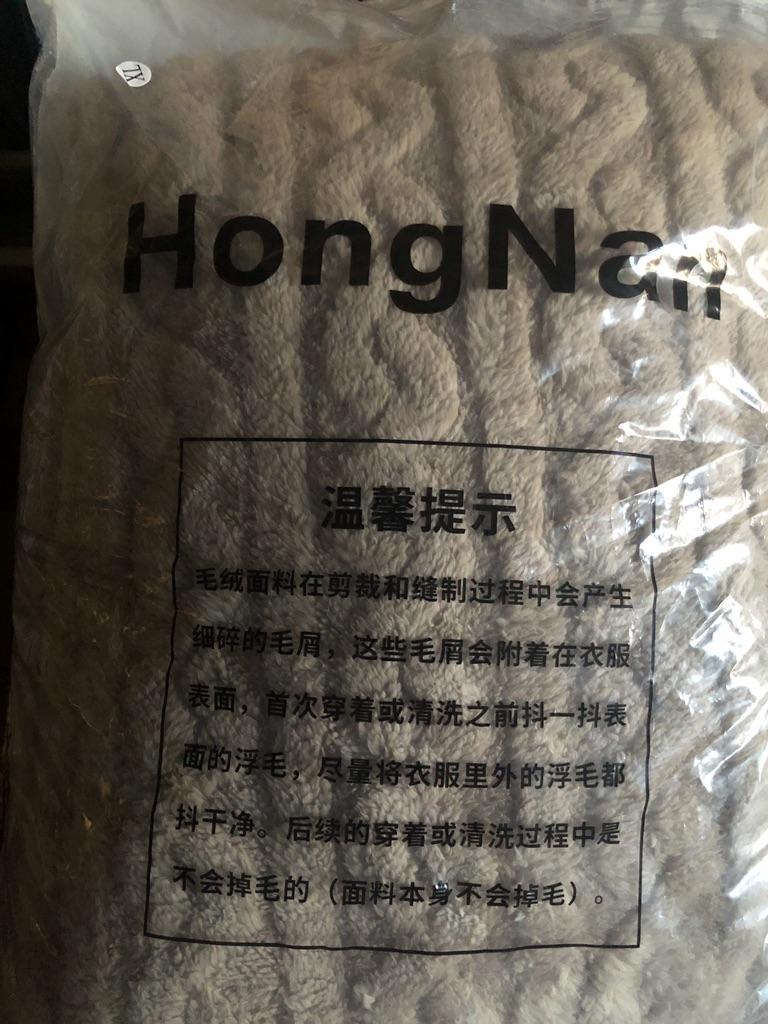 XL
HongNan
温馨提示
毛绒面料在剪裁和缝制过程中会产生
细碎的毛屑，这些毛屑会附着在衣服
表面，首次穿着或清洗之前抖一抖表
面的浮毛，尽量将衣服里外的浮毛都
抖干净。后续的穿着或清洗过程中是
不会掉毛的（面料本身不会掉毛）。